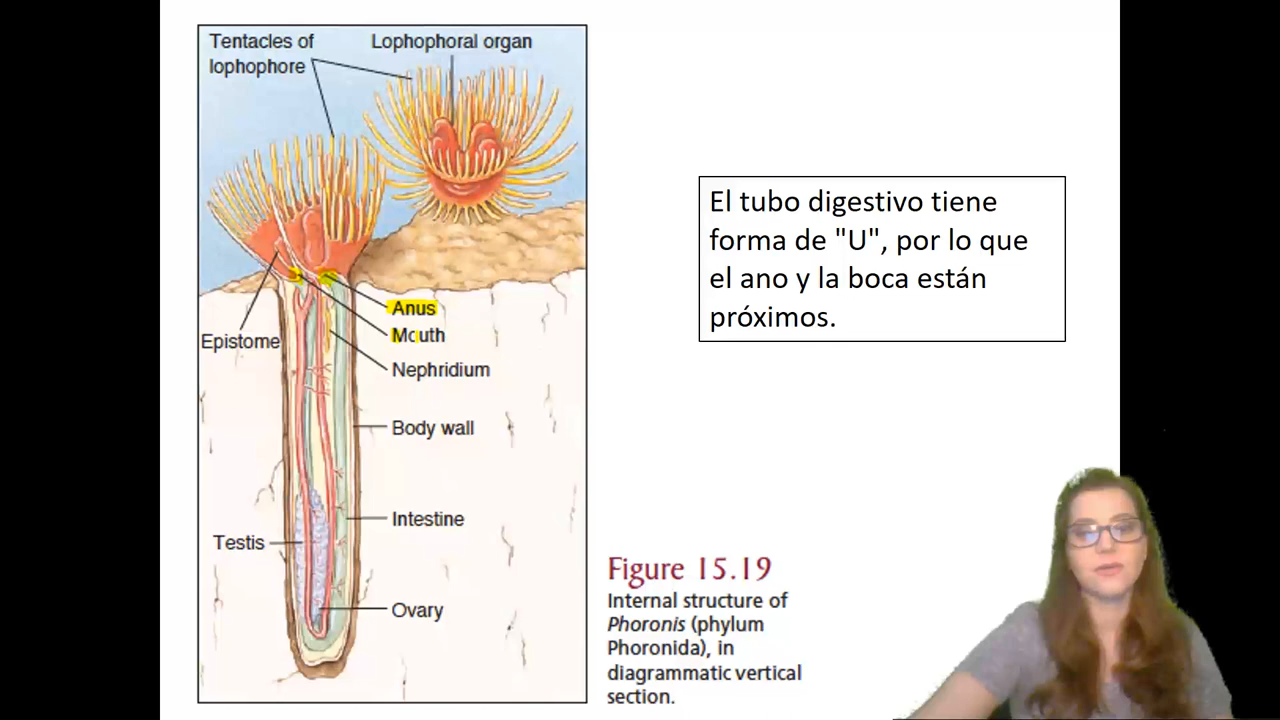 Tentacles of
lophophore
Lophophoral organ
Anus
Mouth
Epistome
Nephridium
Body wall
Intestine
Testis
Ovary
El tubo digestivo tiene
forma de "U", por lo que
el ano y la boca están
próximos.
Figure 15.19
Internal structure of
Phoronis (phylum
Phoronida), in
diagrammatic vertical
section.